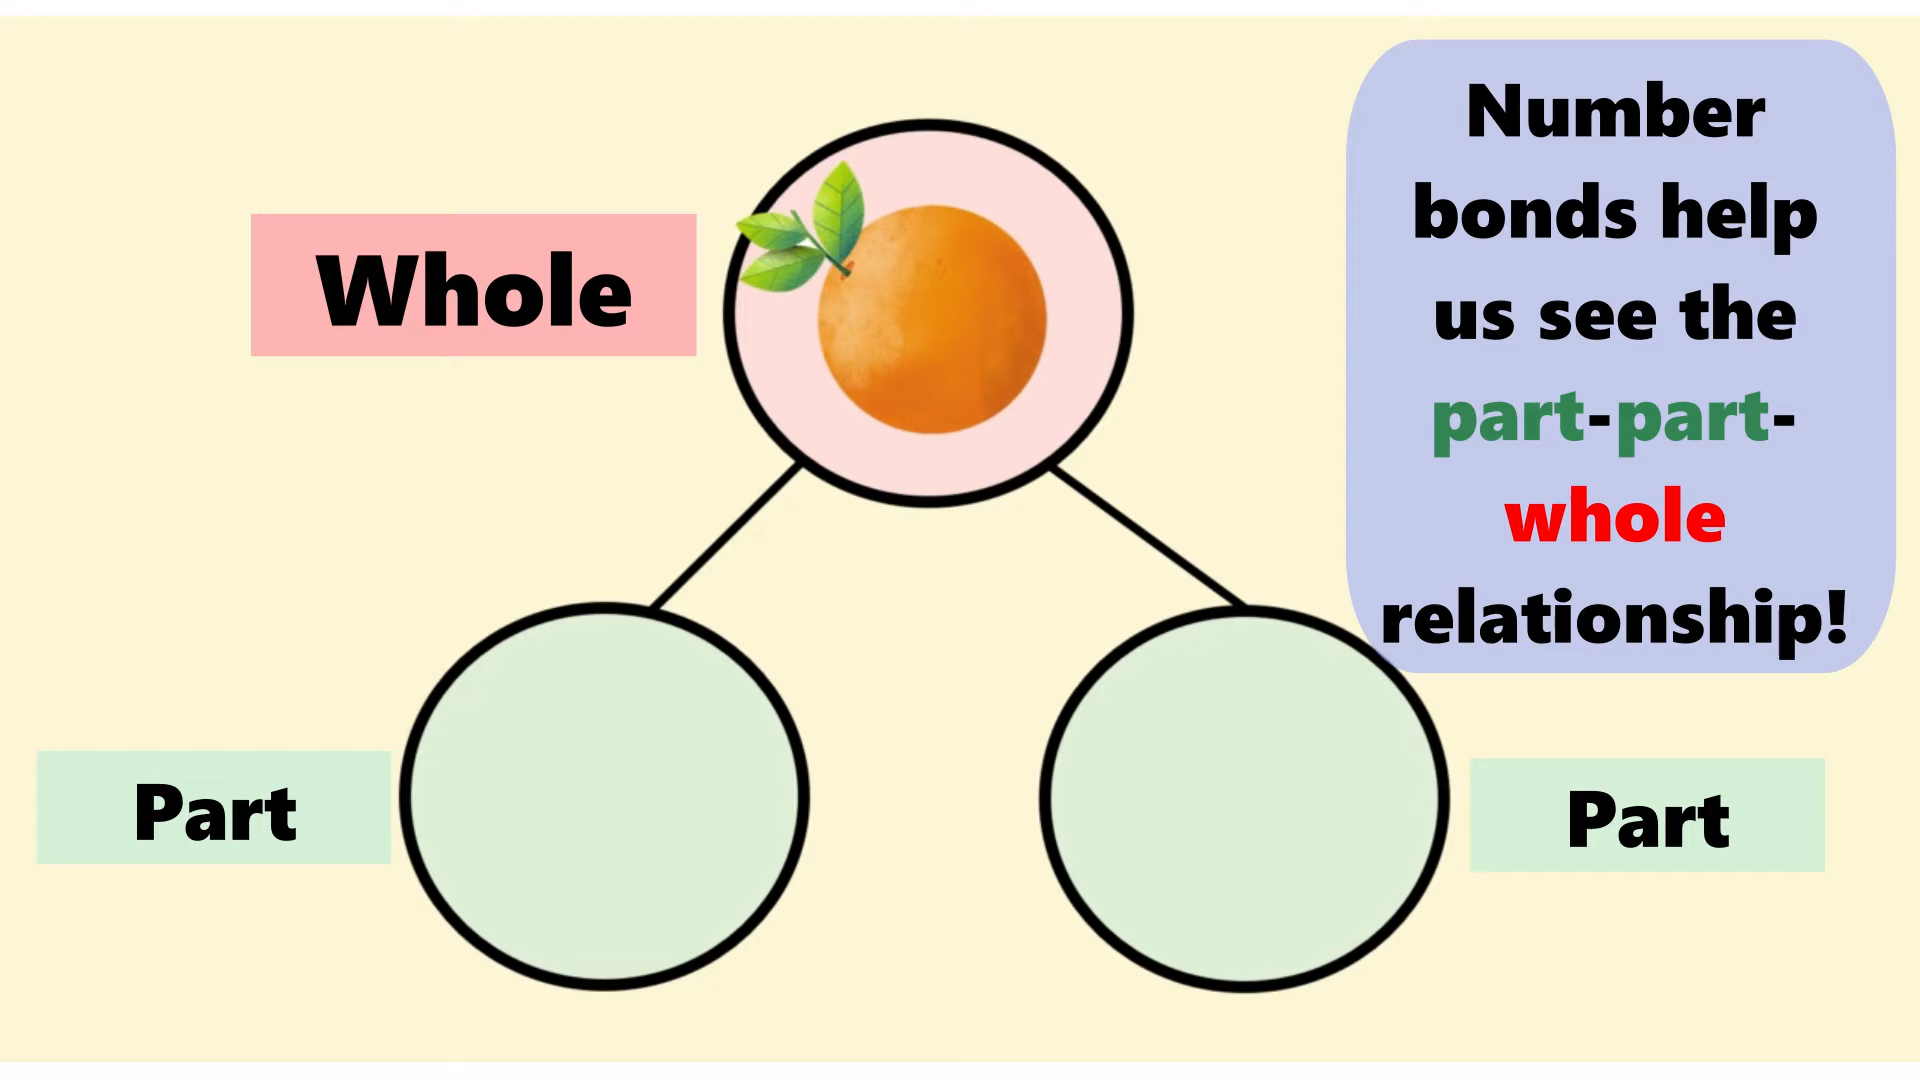 Number
bonds help
us see the
part-part-
whole
relationship!
Whole
Part
Part